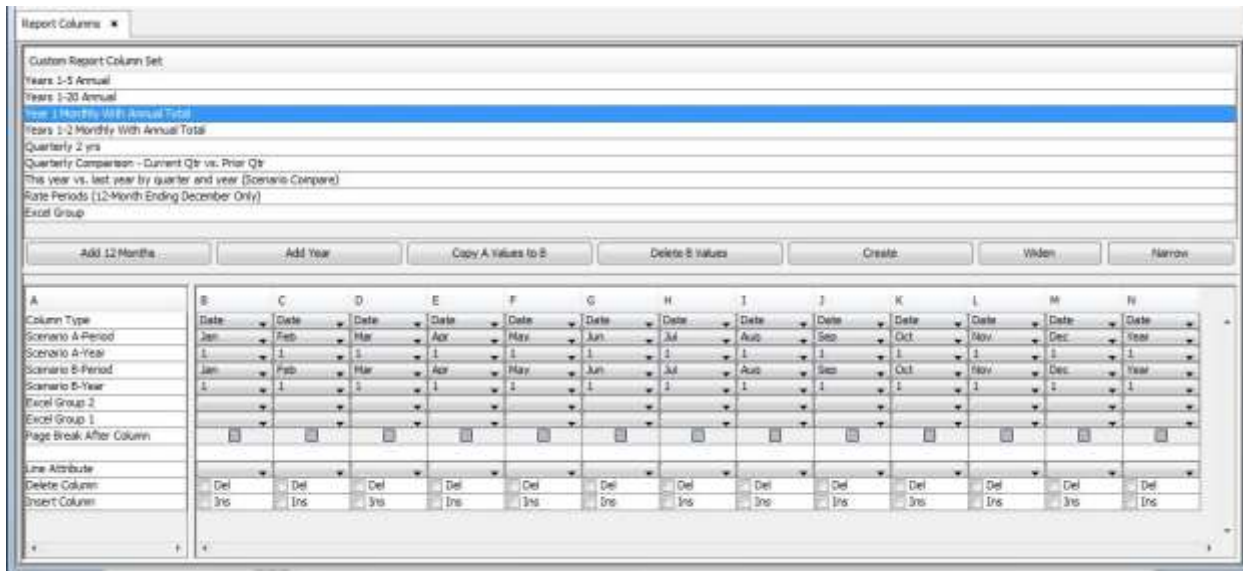 Report Columns ×
Custom Report Column Set
Years 1-5 Annual
Years 1-20 Annual
Year 1 Monthly With Annual Total
Years 1-2 Monthly With Annual Total
Quarterly 2 yrs
Quarterly Comparison - Current Qtr vs. Prior Qtr
This year vs. last year by quarter and year (Scenario Compare)
Rate Periods (12-Month Ending December Only)
Excel Group
Add 12 Months Add Year Copy A Values to B Delete B Values Create Widen Narrow
A B C D E F G H I J K L M N
Column Type Date Date Date Date Date Date Date Date Date Date Date Date Date
Scenario A-Period Jan Feb Mar Apr May Jun Jul Aug Sep Oct Nov Dec Year
Scenario A-Year 1 1 1 1 1 1 1 1 1 1 1 1 1
Scenario B-Period Jan Feb Mar Apr May Jun Jul Aug Sep Oct Nov Dec Year
Scenario B-Year 1 1 1 1 1 1 1 1 1 1 1 1 1
Excel Group 2
Excel Group 1
Page Break After Column
Line Attribute
Delete Column Del Del Del Del Del Del Del Del Del Del Del Del Del
Insert Column Ins Ins Ins Ins Ins Ins Ins Ins Ins Ins Ins Ins Ins